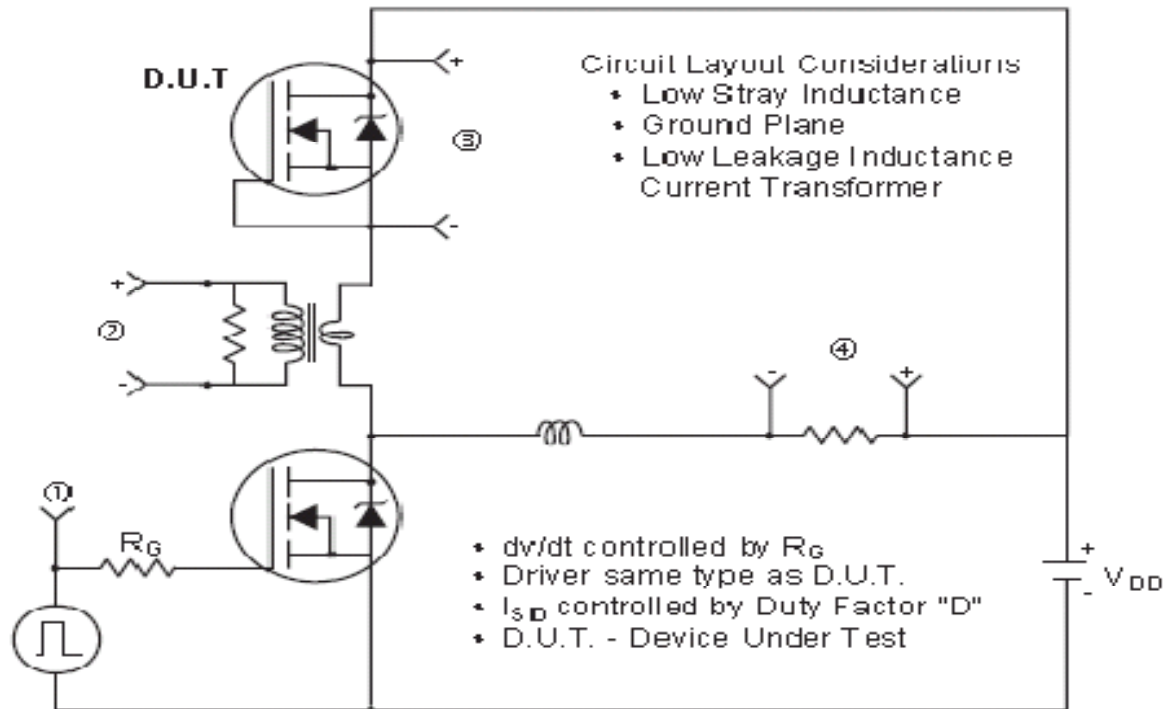 D.U.T
+
Circuit Layout Considerations
• Low Stray Inductance
• Ground Plane
• Low Leakage Inductance
Current Transformer
③
-
+
②
-
④
-
+
①
RG
• dv/dt controlled by RG
• Driver same type as D.U.T.
• ISD controlled by Duty Factor "D"
• D.U.T. - Device Under Test
+
VDD
-